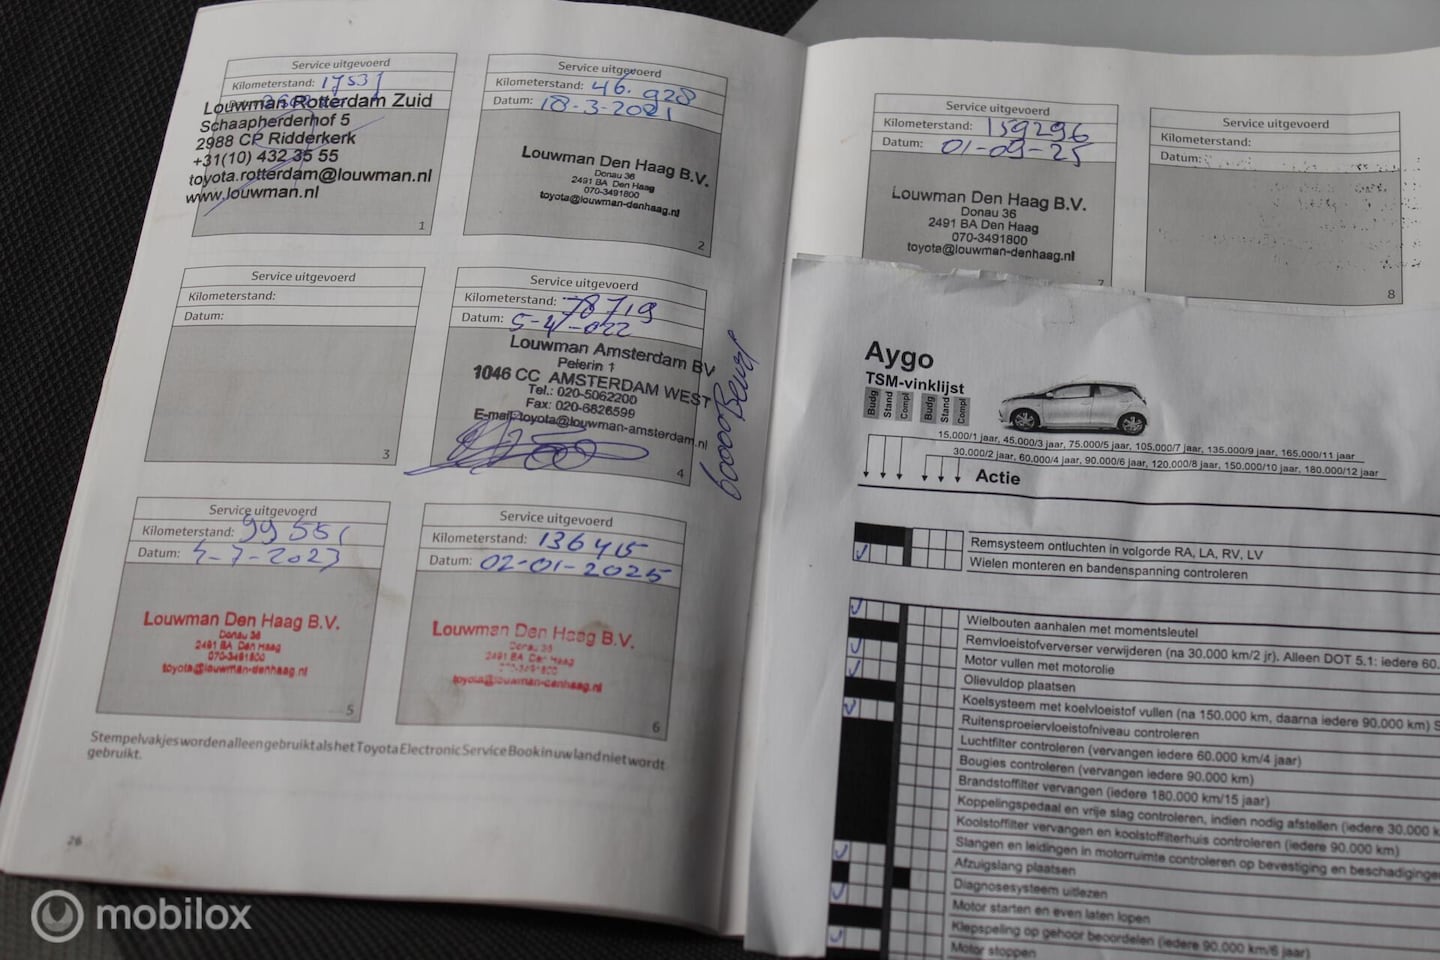 Service uitgevoerd
Kilometerstand: 17531
Datum:
Louwman Rotterdam Zuid
Schaapherderhof 5
2988 CP Ridderkerk
+31(10) 432 35 55
toyota.rotterdam@louwman.nl
www.louwman.nl
1
Service uitgevoerd
Kilometerstand: 46.928
Datum: 18-3-2021
Louwman Den Haag B.V.
Donau 36
2491 BA Den Haag
070-3491800
toyota@louwman-denhaag.nl
2
Service uitgevoerd
Kilometerstand:
Datum:
3
Service uitgevoerd
Kilometerstand: 78719
Datum: 5-4-022
Louwman Amsterdam BV
Pelerin 1
1046 CC AMSTERDAM WEST
Tel.: 020-5062200
Fax: 020-6626599
E-mail: toyota@louwman-amsterdam.nl
4
60000 Beurt
Service uitgevoerd
Kilometerstand: 99551
Datum: 5-7-2023
Louwman Den Haag B.V.
Donau 36
2491 BA Den Haag
070-3491800
toyota@louwman-denhaag.nl
5
Service uitgevoerd
Kilometerstand: 136415
Datum: 02-01-2025
Louwman Den Haag B.V.
Donau 36
2491 BA Den Haag
070-3491800
toyota@louwman-denhaag.nl
6
Stempelvakjes worden alleen gebruikt als het Toyota Electronic Service Book in uw land niet wordt
gebruikt.
26
Service uitgevoerd
Kilometerstand: 159296
Datum: 01-09-25
Louwman Den Haag B.V.
Donau 36
2491 BA Den Haag
070-3491800
toyota@louwman-denhaag.nl
7
Service uitgevoerd
Kilometerstand:
Datum:
8
Aygo
TSM-vinklijst
Budg Stand Compl Budg Stand Compl
15.000/1 jaar, 45.000/3 jaar, 75.000/5 jaar, 105.000/7 jaar, 135.000/9 jaar, 165.000/11 jaar
30.000/2 jaar, 60.000/4 jaar, 90.000/6 jaar, 120.000/8 jaar, 150.000/10 jaar, 180.000/12 jaar
Actie
Remsysteem ontluchten in volgorde RA, LA, RV, LV
Wielen monteren en bandenspanning controleren
Wielbouten aanhalen met momentsleutel
Remvloeistofverserver verwijderen (na 30.000 km/2 jr). Alleen DOT 5.1: iedere 60.
Motor vullen met motorolie
Olievuldop plaatsen
Koelsysteem met koelvloeistof vullen (na 150.000 km, daarna iedere 90.000 km) S
Ruitensproeiervloeistofniveau controleren
Luchtfilter controleren (vervangen iedere 60.000 km/4 jaar)
Bougies controleren (vervangen iedere 90.000 km)
Brandstoffilter vervangen (iedere 180.000 km/15 jaar)
Koppelingspedaal en vrije slag controleren, indien nodig afstellen (iedere 30.000 k
Koolstoffilter vervangen en koolstoffilterhuis controleren (iedere 90.000 km)
Slangen en leidingen in motorruimte controleren op bevestiging en beschadigingen
Afzuigslang plaatsen
Diagnosesysteem uitlezen
Motor starten en even laten lopen
Klepspeling op gehoor beoordelen (iedere 90.000 km/6 jaar)
Motor stoppen
mobilox